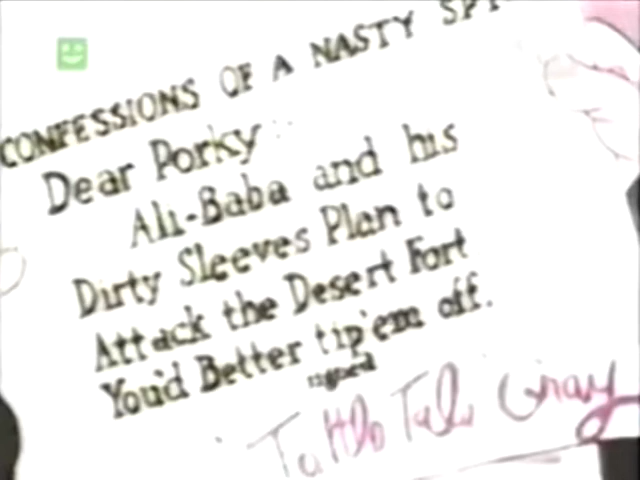 CONFESSIONS OF A NASTY
Dear Porky
Ali-Baba and his
Dirty Sleeves Plan to
Attack the Desert Fort
You'd Better tip'em off.
signed
Tattle Tale Gray